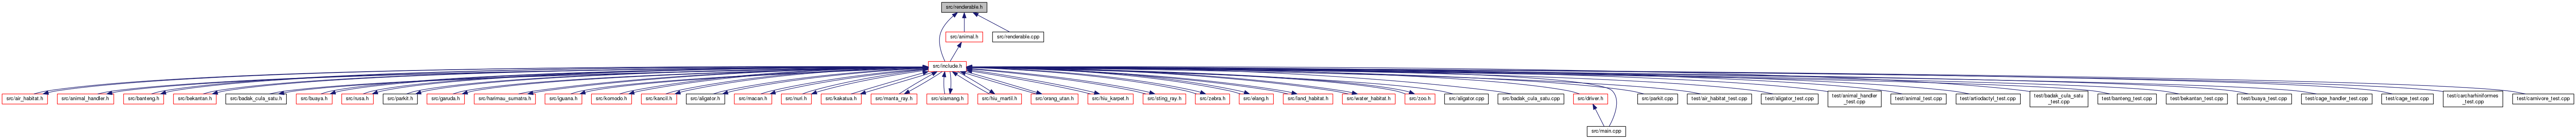 src/renderable.h
src/animal.h
src/renderable.cpp
src/include.h
src/air_habitat.h
src/animal_handler.h
src/banteng.h
src/bekantan.h
src/badak_cula_satu.h
src/buaya.h
src/rusa.h
src/parkit.h
src/garuda.h
src/harimau_sumatra.h
src/iguana.h
src/komodo.h
src/kancil.h
src/aligator.h
src/macan.h
src/nuri.h
src/kakatua.h
src/manta_ray.h
src/siamang.h
src/hiu_martil.h
src/orang_utan.h
src/hiu_karpet.h
src/sting_ray.h
src/zebra.h
src/elang.h
src/land_habitat.h
src/water_habitat.h
src/zoo.h
src/aligator.cpp
src/badak_cula_satu.cpp
src/driver.h
src/parkit.cpp
test/air_habitat_test.cpp
test/aligator_test.cpp
test/animal_handler
_test.cpp
test/animal_test.cpp
test/artiodactyl_test.cpp
test/badak_cula_satu
_test.cpp
test/banteng_test.cpp
test/bekantan_test.cpp
test/buaya_test.cpp
test/cage_handler_test.cpp
test/cage_test.cpp
test/carcharhiniformes
_test.cpp
test/carnivore_test.cpp
src/main.cpp